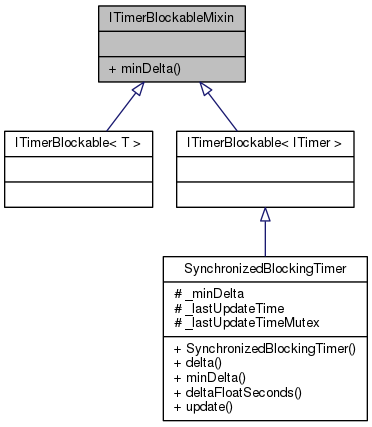 ITimerBlockableMixin
+ minDelta()
ITimerBlockable< T >
ITimerBlockable< ITimer >
SynchronizedBlockingTimer
# _minDelta
# _lastUpdateTime
# _lastUpdateTimeMutex
+ SynchronizedBlockingTimer()
+ delta()
+ minDelta()
+ deltaFloatSeconds()
+ update()